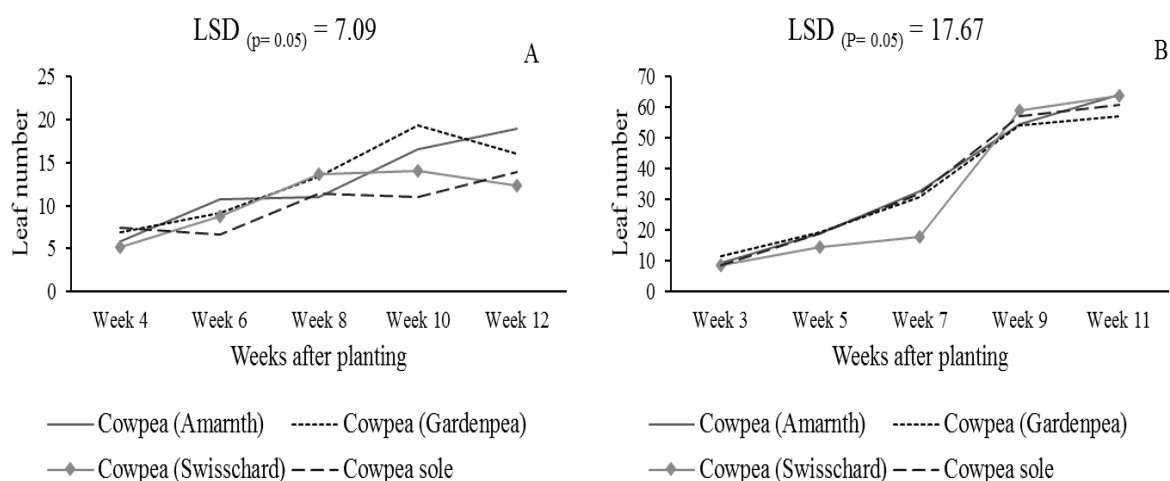 LSD (p= 0.05) = 7.09
A
25
20
15
10
5
0
Leaf number
Week 4 Week 6 Week 8 Week 10 Week 12
Weeks after planting
Cowpea (Amarnth) Cowpea (Gardenpea)
Cowpea (Swisschard) Cowpea sole
LSD (P= 0.05) = 17.67
B
70
60
50
40
30
20
10
0
Leaf number
Week 3 Week 5 Week 7 Week 9 Week 11
Weeks after planting
Cowpea (Amarnth) Cowpea (Gardenpea)
Cowpea (Swisschard) Cowpea sole